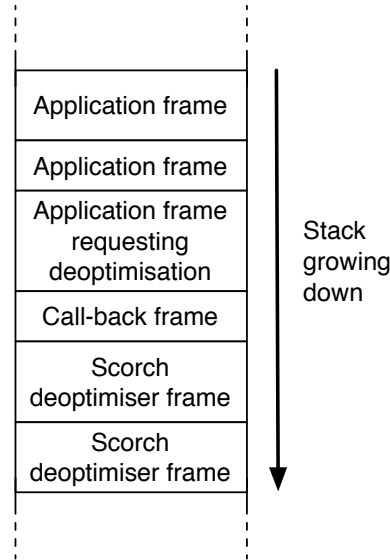 Application frame
Application frame
Application frame
requesting
deoptimisation
Call-back frame
Scorch
deoptimiser frame
Scorch
deoptimiser frame
Stack
growing
down